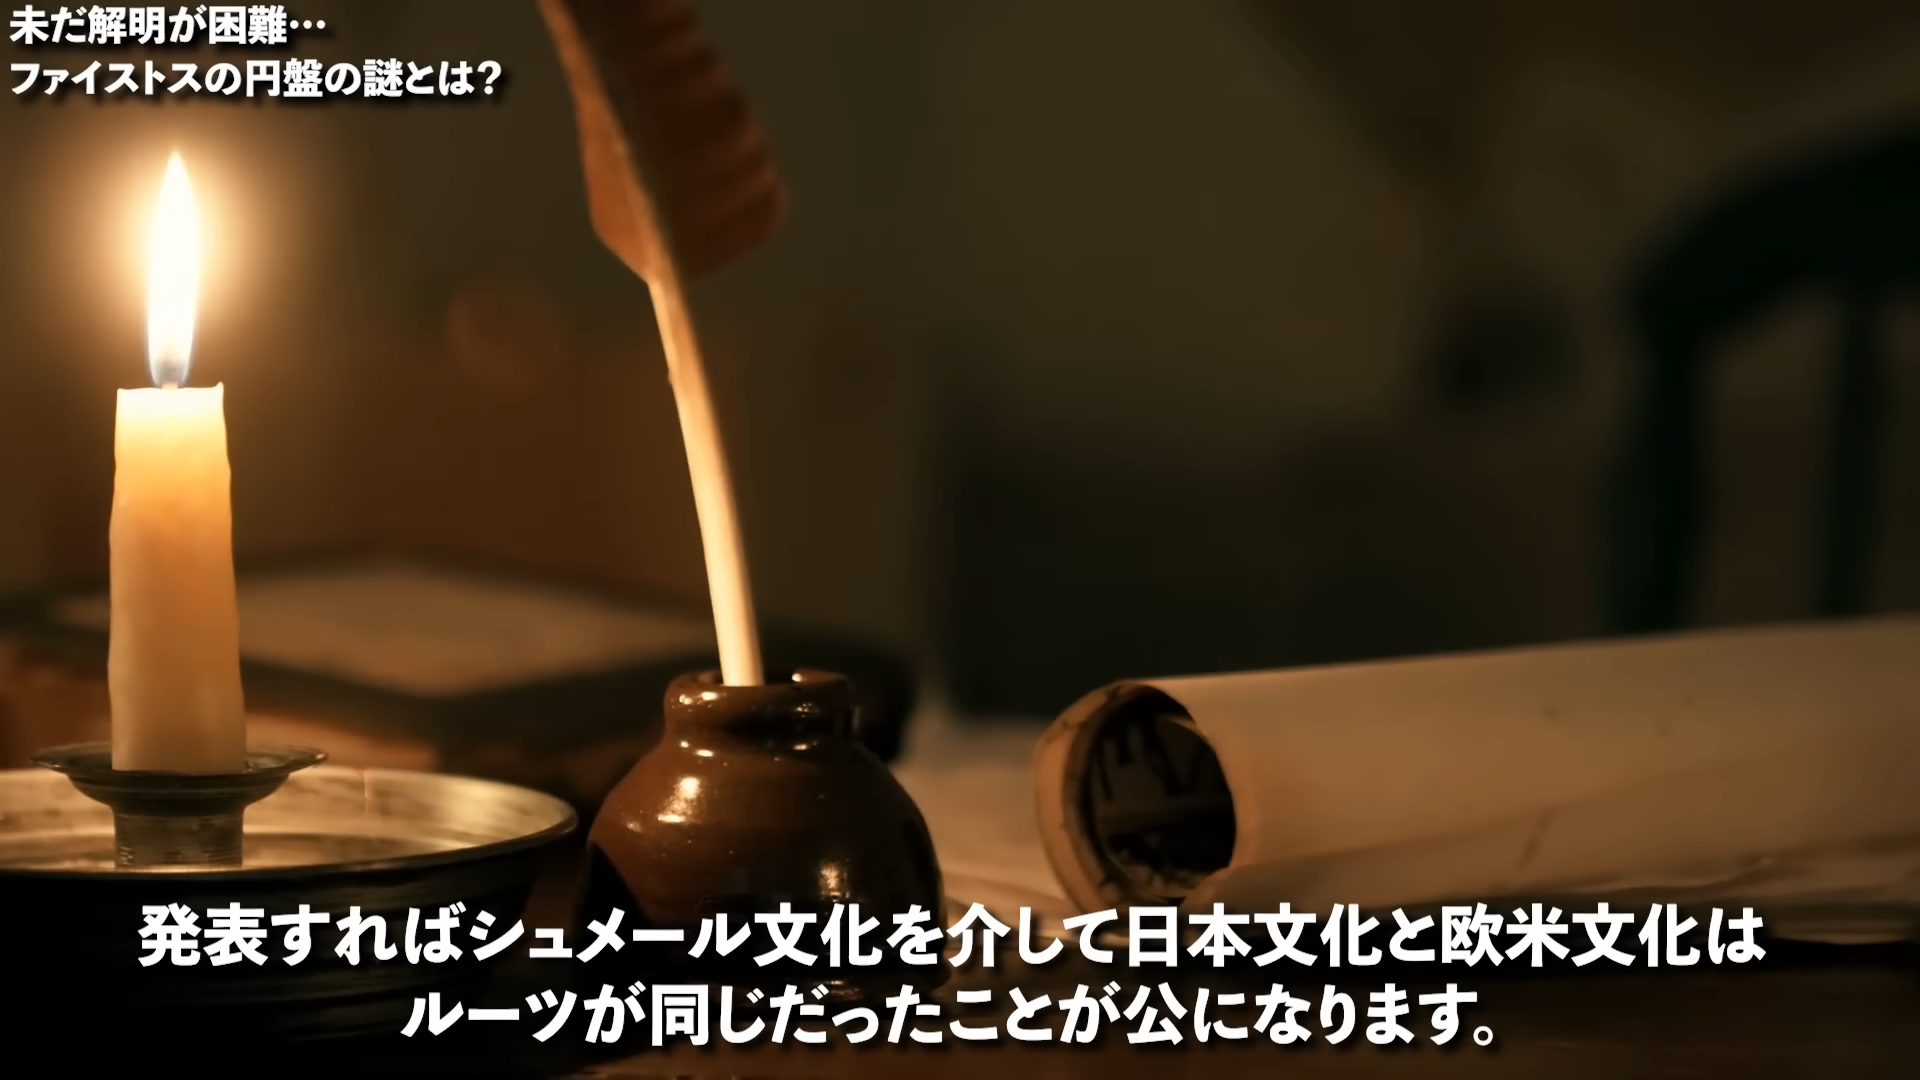 未だ解明が困難…
ファイストスの円盤の謎とは?
発表すればシュメール文化を介して日本文化と欧米文化は
ルーツが同じだったことが公になります。